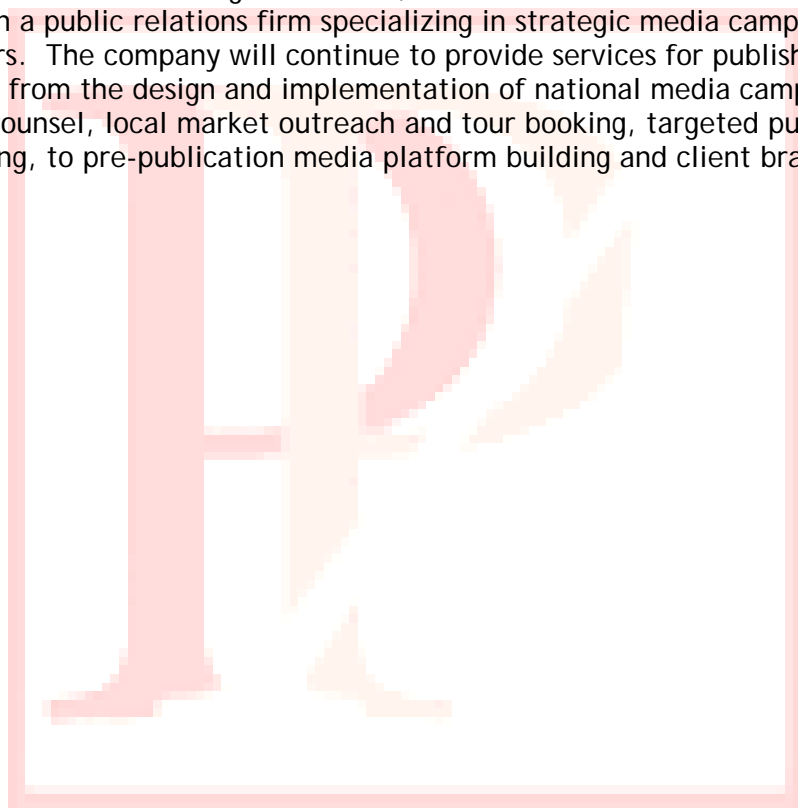 a public relations firm specializing in strategic media camp
The company will continue to provide services for publish
from the design and implementation of national media camp
ounsel, local market outreach and tour booking, targeted pu
ng, to pre-publication media platform building and client bra
PP